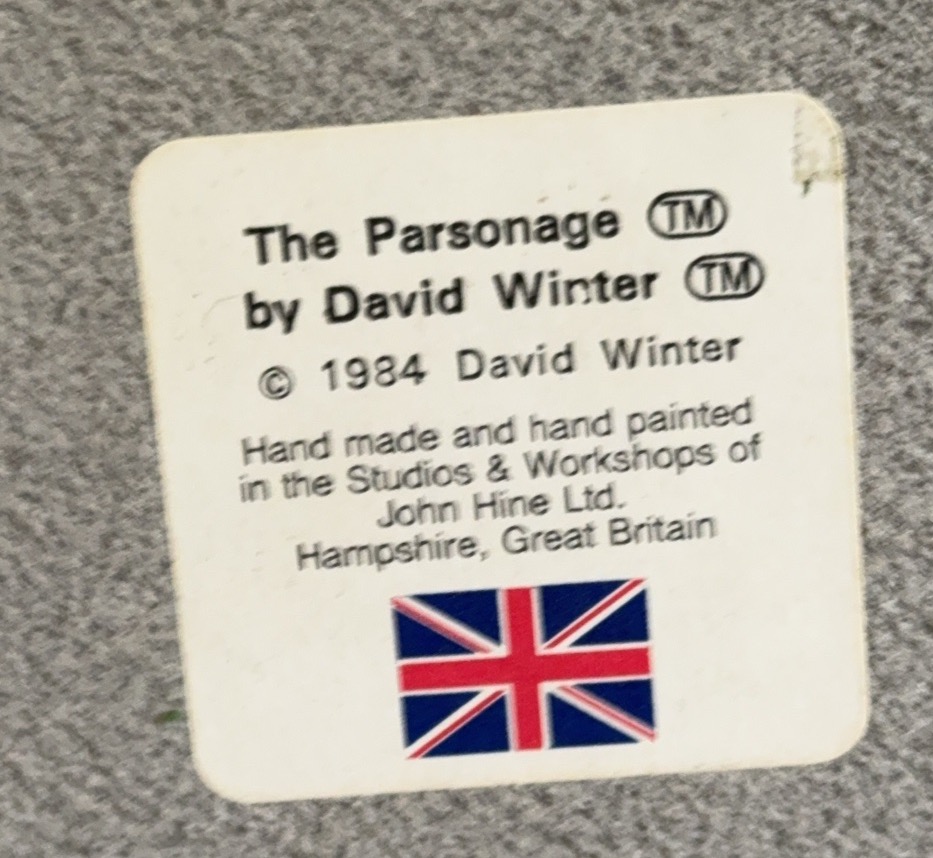 The Parsonage ™
by David Winter ™
© 1984 David Winter
Hand made and hand painted
in the Studios & Workshops of
John Hine Ltd.
Hampshire, Great Britain